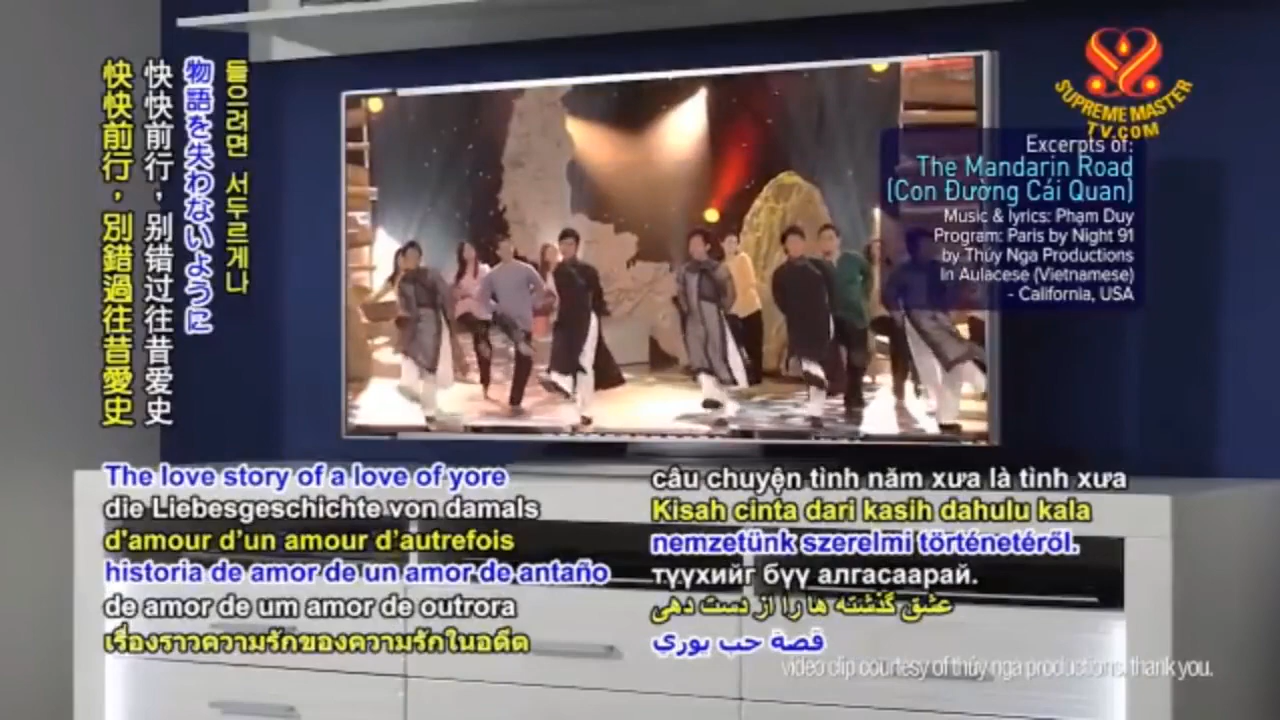 들으려면 서두르게나
物語を失わないように
快快前行，别错过往昔爱史
快快前行，別錯過往昔愛史
SUPREME MASTER
TV.COM
Excerpts of:
The Mandarin Road
(Con Đường Cái Quan)
Music & lyrics: Phạm Duy
Program: Paris by Night 91
by Thúy Nga Productions
In Aulacese (Vietnamese)
- California, USA
The love story of a love of yore
die Liebesgeschichte von damals
d'amour d’un amour d’autrefois
historia de amor de un amor de antaño
de amor de um amor de outrora
เรื่องราวความรักของความรักในอดีต
câu chuyện tình năm xưa là tình xưa
Kisah cinta dari kasih dahulu kala
nemzetünk szerelmi történetéről.
түүхийг бүү алгасаарай.
عشق گذشته ها را از دست دهی
قصة حب يوري
video clip courtesy of thúy nga productions. thank you.